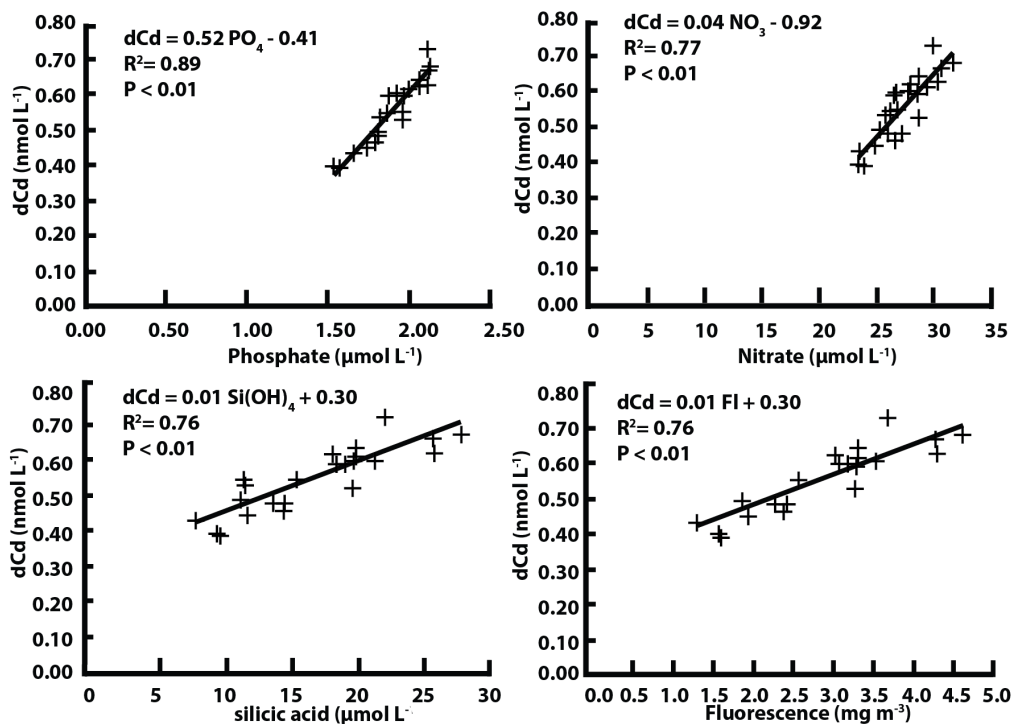 dCd = 0.52 PO4 - 0.41
R²= 0.89
P < 0.01
dCd (nmol L⁻¹)
0.80
0.70
0.60
0.50
0.40
0.30
0.20
0.10
0.00
0.00 0.50 1.00 1.50 2.00 2.50
Phosphate (µmol L⁻¹)
dCd = 0.04 NO3 - 0.92
R²= 0.77
P < 0.01
dCd (nmol L⁻¹)
0.80
0.70
0.60
0.50
0.40
0.30
0.20
0.10
0.00
0 5 10 15 20 25 30 35
Nitrate (µmol L⁻¹)
dCd = 0.01 Si(OH)4 + 0.30
R²= 0.76
P < 0.01
dCd (nmol L⁻¹)
0.80
0.70
0.60
0.50
0.40
0.30
0.20
0.10
0.00
0 5 10 15 20 25 30
silicic acid (µmol L⁻
dCd = 0.01 Fl + 0.30
R² = 0.76
P < 0.01
dCd (nmol L⁻¹)
0.80
0.70
0.60
0.50
0.40
0.30
0.20
0.10
0.00
0.0 0.5 1.0 1.5 2.0 2.5 3.0 3.5 4.0 4.5 5.0
Fluorescence (mg m⁻³)